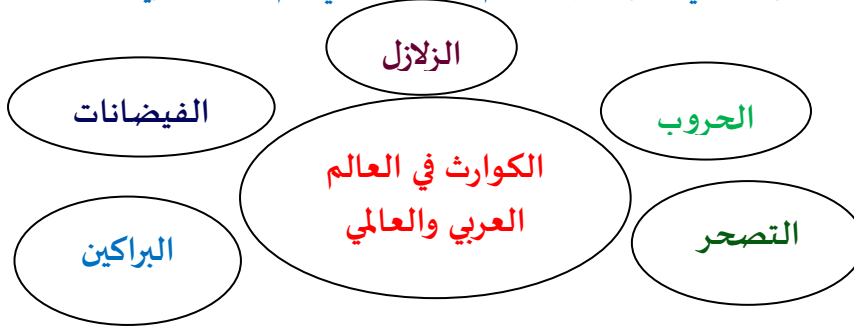 الزلازل
الحروب
الفيضانات
الكوارث في العالم
العربي والعالمي
التصحر
البراكين